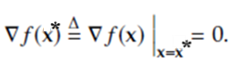 ∇f(x*) ≜ ∇f(x) |ₓ₌ₓ* = 0.